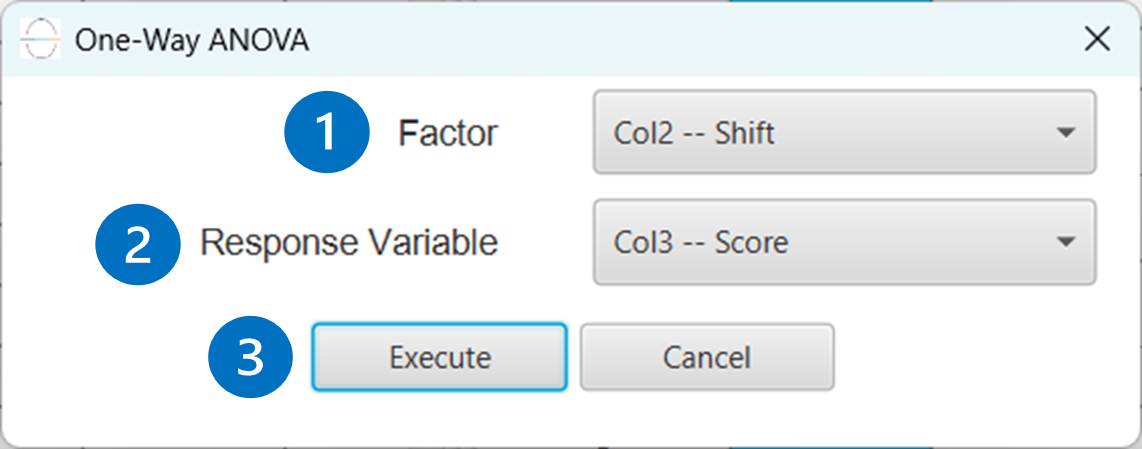 One-Way ANOVA
1 Factor Col2 -- Shift
2 Response Variable Col3 -- Score
3 Execute Cancel